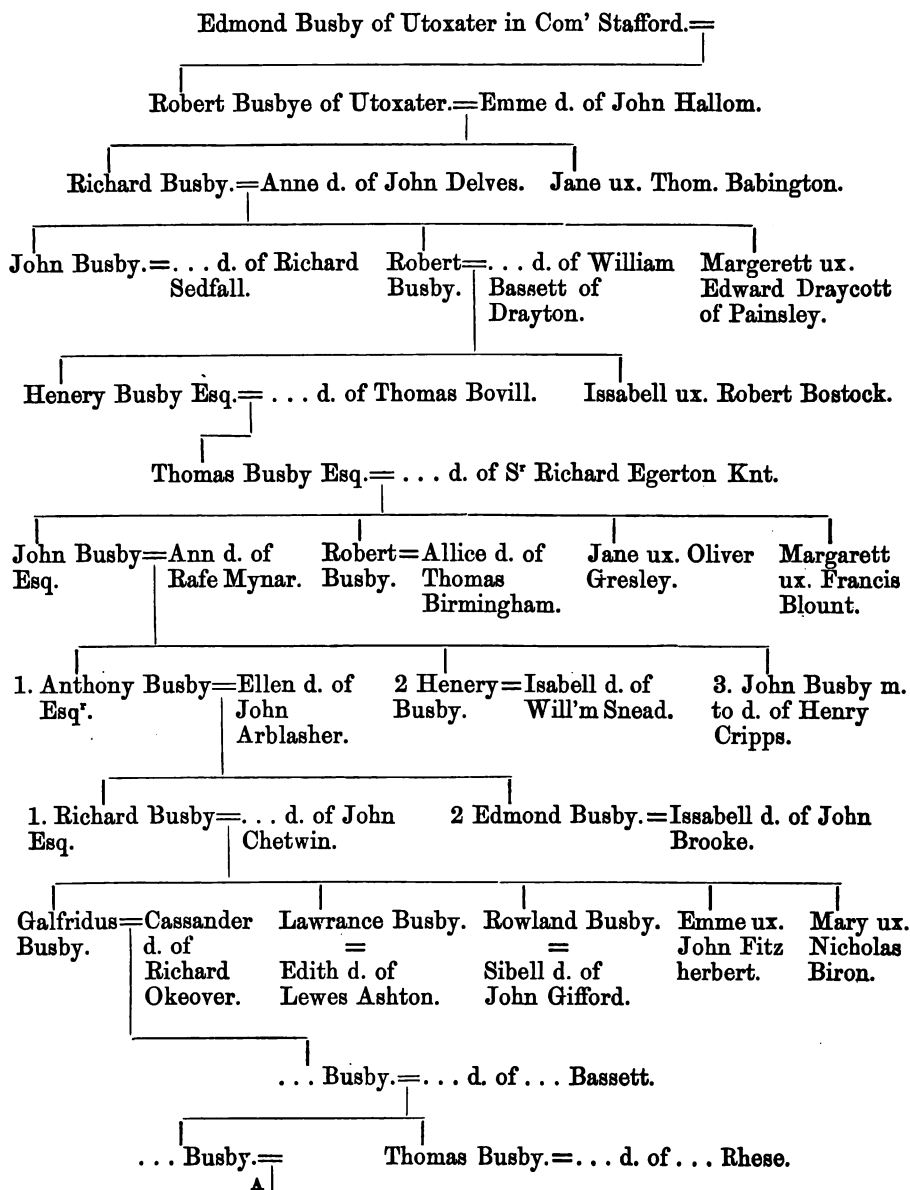 Edmond Busby of Utoxater in Com' Stafford.=
Robert Busbye of Utoxater.=Emme d. of John Hallom.
Richard Busby.=Anne d. of John Delves. Jane ux. Thom. Babington.
John Busby.=. . . d. of Richard
Sedfall.
Robert=. . . d. of William
Busby. Bassett of
Drayton.
Margerett ux.
Edward Draycott
of Painsley.
Henery Busby Esq.=. . . d. of Thomas Bovill. Issabell ux. Robert Bostock.
Thomas Busby Esq.=. . . d. of Sʳ Richard Egerton Knt.
John Busby=Ann d. of
Esq. Rafe Mynar.
Robert=Allice d. of
Busby. Thomas
Birmingham.
Jane ux. Oliver
Gresley.
Margarett
ux. Francis
Blount.
1. Anthony Busby=Ellen d. of
Esqʳ. John
Arblasher.
2 Henery=Isabell d. of
Busby. Will'm Snead.
3. John Busby m.
to d. of Henry
Cripps.
1. Richard Busby=. . . d. of John
Esq. Chetwin.
2 Edmond Busby.=Issabell d. of John
Brooke.
Galfridus=Cassander
Busby. d. of
Richard
Okeover.
Lawrance Busby.
=
Edith d. of
Lewes Ashton.
Rowland Busby.
=
Sibell d. of
John Gifford.
Emme ux.
John Fitz
herbert.
Mary ux.
Nicholas
Biron.
. . . Busby.=. . . d. of . . . Bassett.
. . . Busby.= Thomas Busby.=. . . d. of . . . Rhese.
A